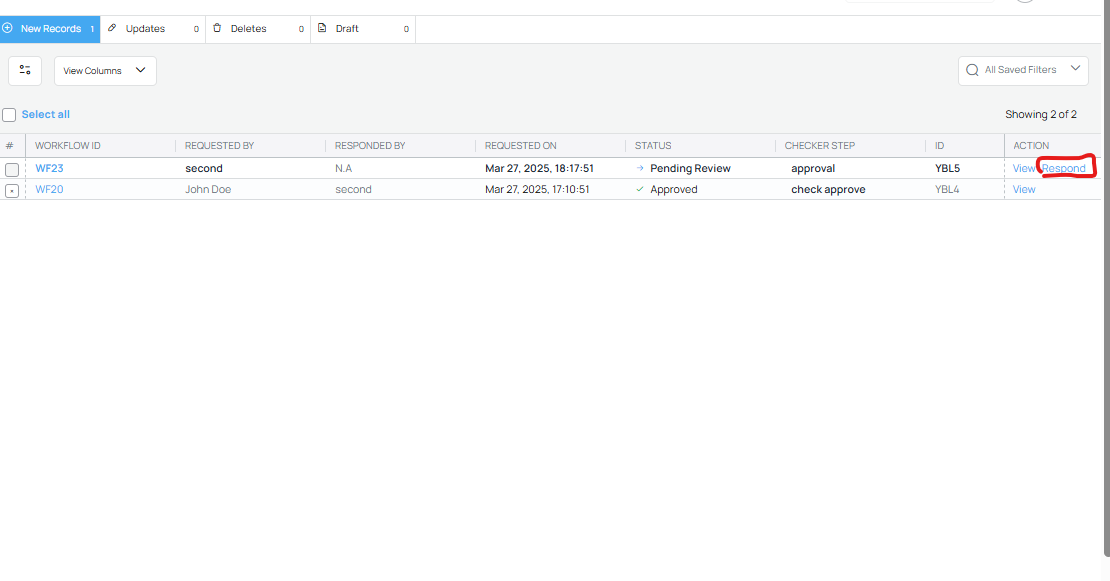 New Records 1 Updates 0 Deletes 0 Draft 0
View Columns All Saved Filters
Select all Showing 2 of 2
# WORKFLOW ID REQUESTED BY RESPONDED BY REQUESTED ON STATUS CHECKER STEP ID ACTION
WF23 second N.A Mar 27, 2025, 18:17:51 Pending Review approval YBL5 View Respond
WF20 John Doe second Mar 27, 2025, 17:10:51 Approved check approve YBL4 View